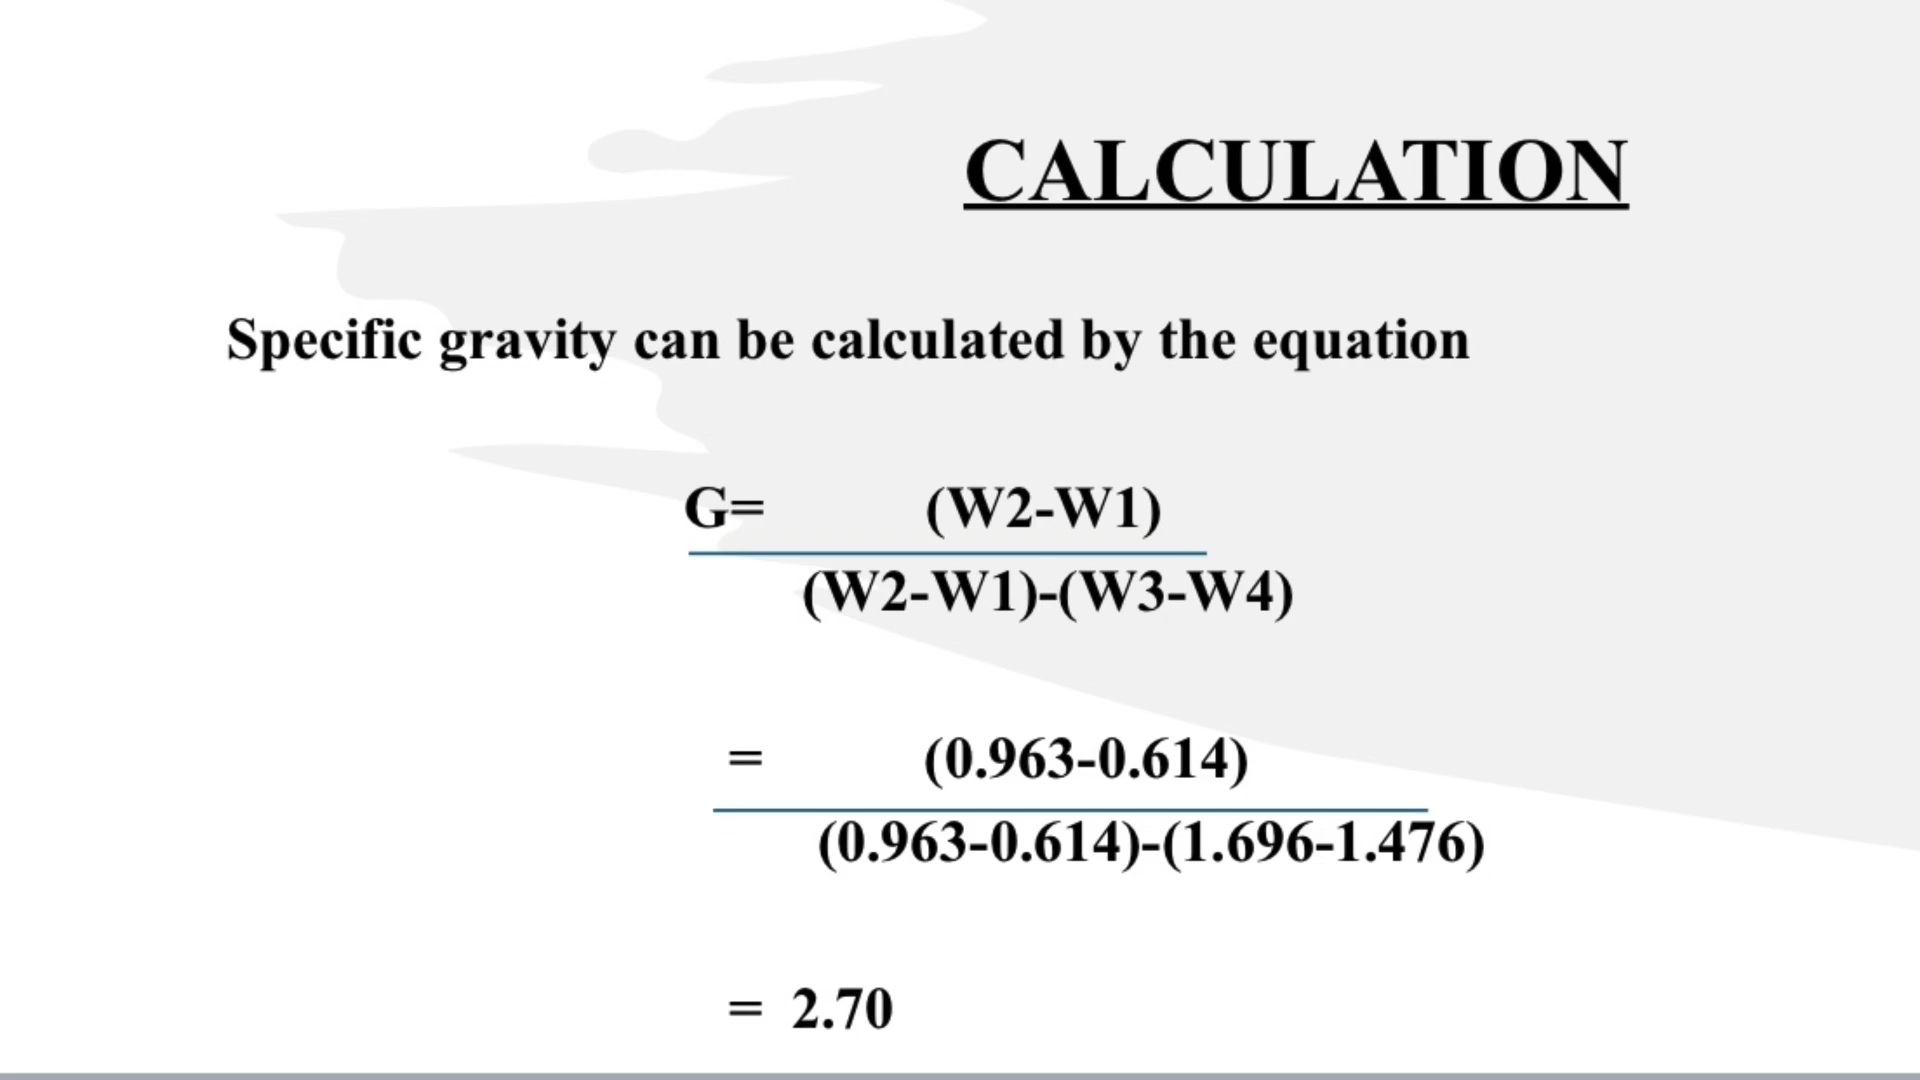 CALCULATION
Specific gravity can be calculated by the equation
G= (W2-W1)
(W2-W1)-(W3-W4)
= (0.963-0.614)
(0.963-0.614)-(1.696-1.476)
= 2.70